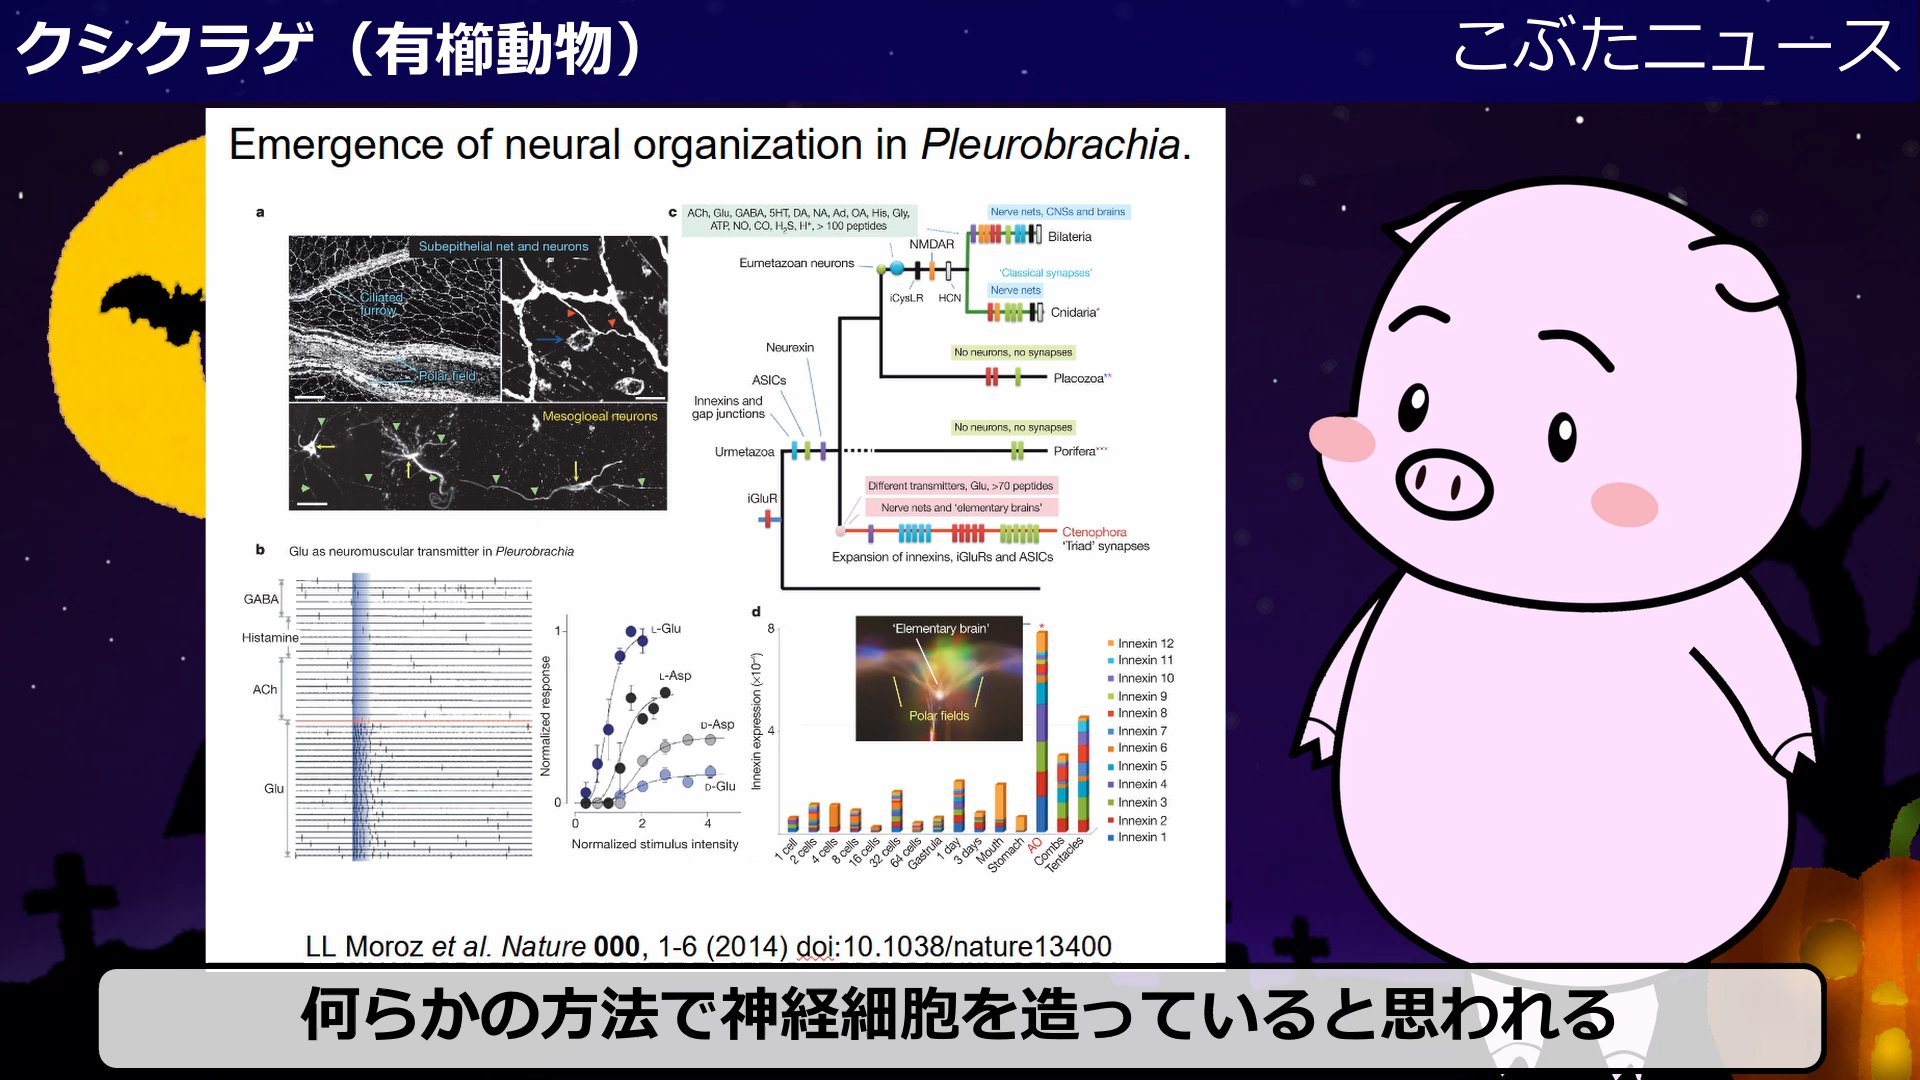 クシクラゲ（有櫛動物）
こぶたニュース
Emergence of neural organization in Pleurobrachia.
a
Subepithelial net and neurons
Ciliated
furrow
Polar field
Mesogloeal neurons
c
ACh, Glu, GABA, 5HT, DA, NA, Ad, OA, His, Gly,
ATP, NO, CO, H₂S, H⁺, > 100 peptides
Nerve nets, CNSs and brains
NMDAR
Bilateria
Eumetazoan neurons
'Classical synapses'
Nerve nets
iCysLR
HCN
Cnidaria*
Neurexin
No neurons, no synapses
ASICs
Placozoa**
Innexins and
gap junctions
No neurons, no synapses
Urmetazoa
Porifera***
Different transmitters, Glu, >70 peptides
iGluR
Nerve nets and 'elementary brains'
Ctenophora
'Triad' synapses
Expansion of innexins, iGluRs and ASICs
b
Glu as neuromuscular transmitter in Pleurobrachia
GABA
Histamine
ACh
Glu
Normalized response
1
0
L-Glu
L-Asp
D-Asp
D-Glu
0
2
4
Normalized stimulus intensity
d
8
4
Innexin expression (×10⁻⁵)
'Elementary brain'
Polar fields
*
Innexin 12
Innexin 11
Innexin 10
Innexin 9
Innexin 8
Innexin 7
Innexin 6
Innexin 5
Innexin 4
Innexin 3
Innexin 2
Innexin 1
1 cell
2 cells
4 cells
8 cells
16 cells
32 cells
64 cells
Gastrula
1 day
3 days
Mouth
Stomach
AO
Combs
Tentacles
LL Moroz et al. Nature 000, 1-6 (2014) doi:10.1038/nature13400
何らかの方法で神経細胞を造っていると思われる